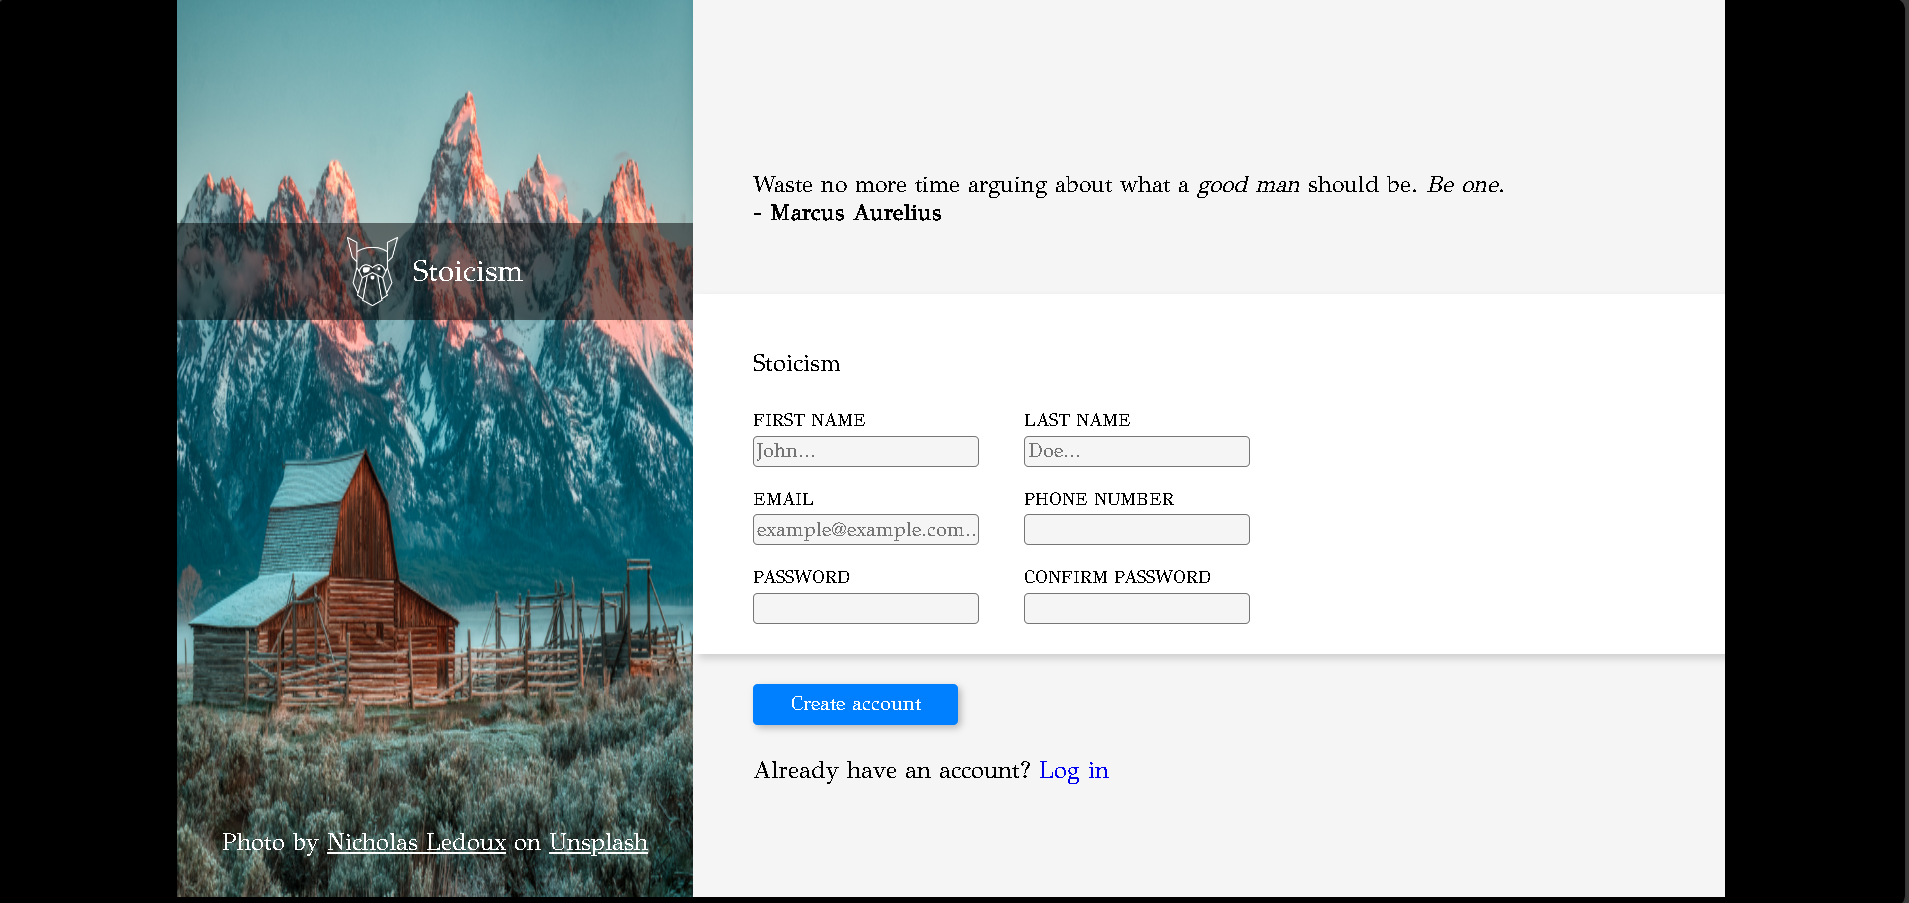 Stoicism
Photo by Nicholas Ledoux on Unsplash
Waste no more time arguing about what a good man should be. Be one.
- Marcus Aurelius
Stoicism
FIRST NAME
John...
LAST NAME
Doe...
EMAIL
example@example.com..
PHONE NUMBER
PASSWORD
CONFIRM PASSWORD
Create account
Already have an account? Log in